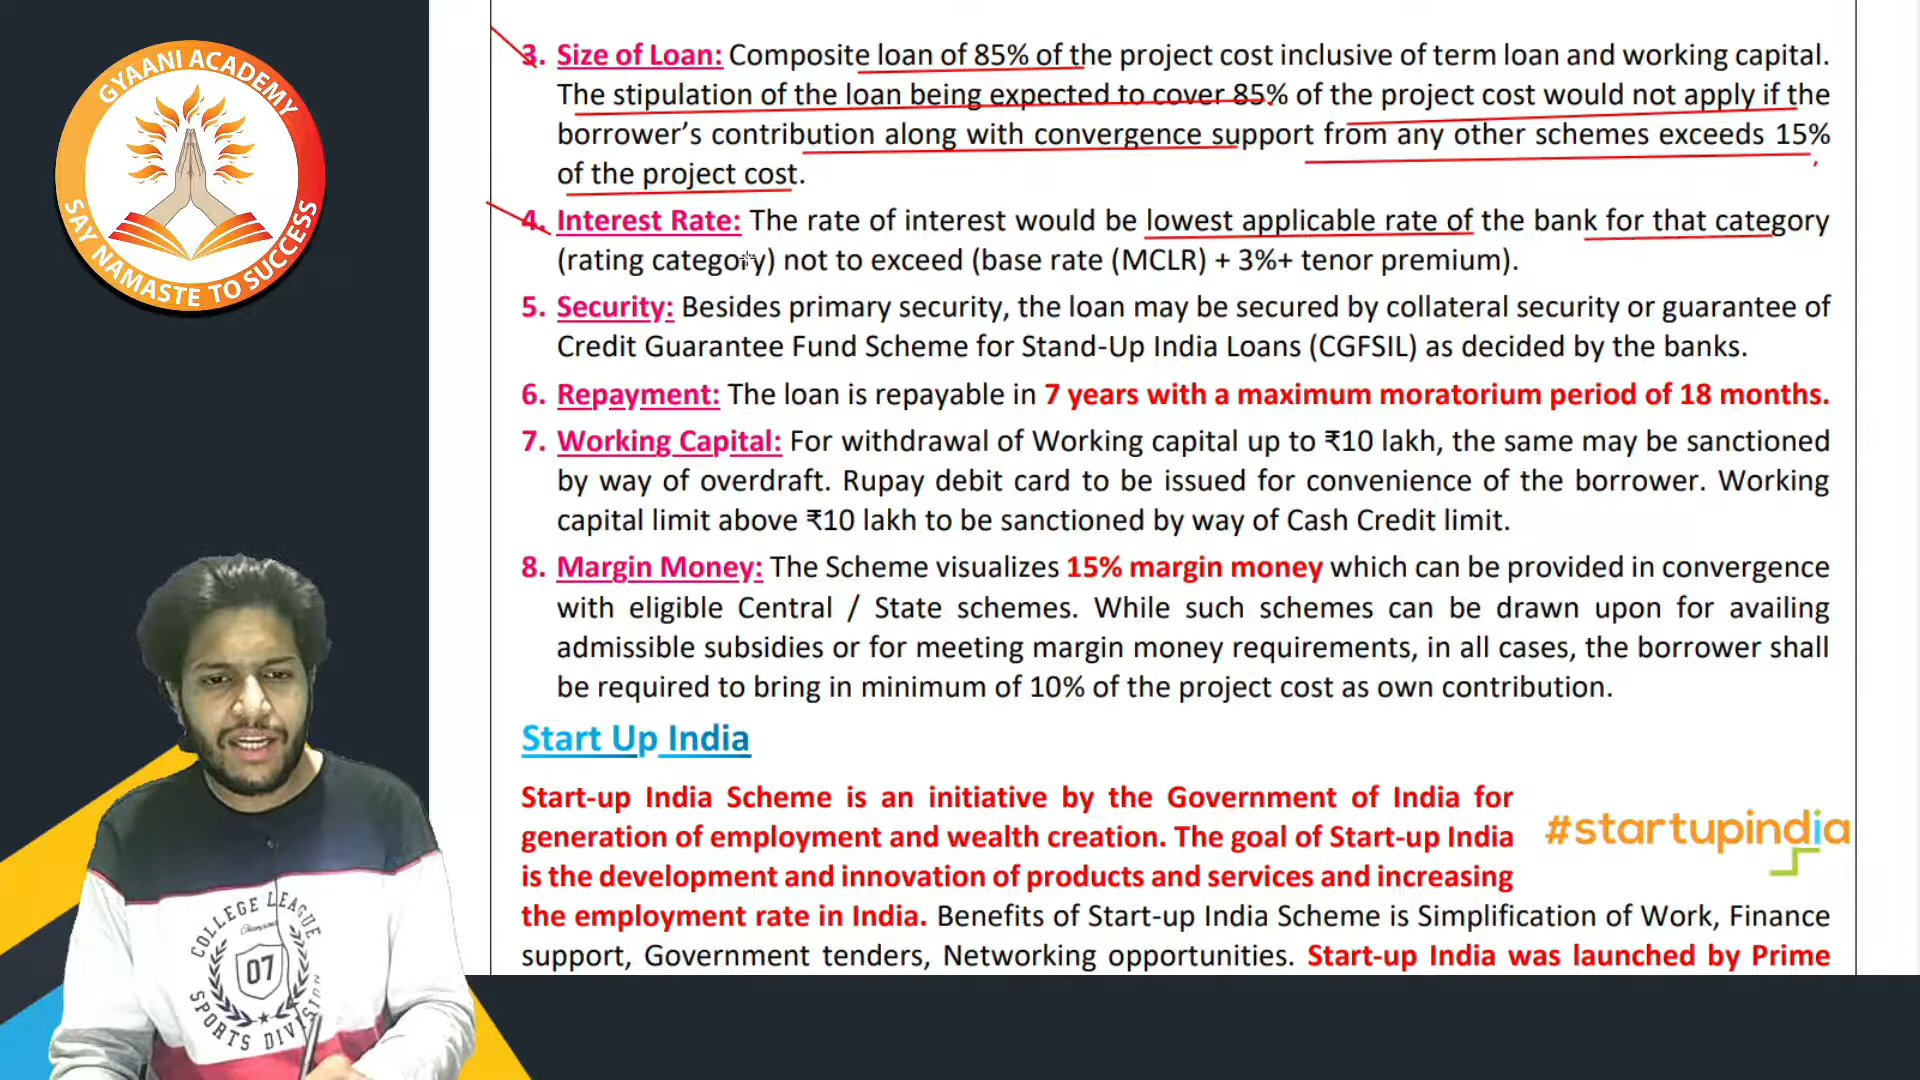 GYAANI ACADEMY
SAY NAMASTE TO SUCCESS
3. Size of Loan: Composite loan of 85% of the project cost inclusive of term loan and working capital.
The stipulation of the loan being expected to cover 85% of the project cost would not apply if the
borrower’s contribution along with convergence support from any other schemes exceeds 15%
of the project cost.
4. Interest Rate: The rate of interest would be lowest applicable rate of the bank for that category
(rating category) not to exceed (base rate (MCLR) + 3%+ tenor premium).
5. Security: Besides primary security, the loan may be secured by collateral security or guarantee of
Credit Guarantee Fund Scheme for Stand-Up India Loans (CGFSIL) as decided by the banks.
6. Repayment: The loan is repayable in 7 years with a maximum moratorium period of 18 months.
7. Working Capital: For withdrawal of Working capital up to ₹10 lakh, the same may be sanctioned
by way of overdraft. Rupay debit card to be issued for convenience of the borrower. Working
capital limit above ₹10 lakh to be sanctioned by way of Cash Credit limit.
8. Margin Money: The Scheme visualizes 15% margin money which can be provided in convergence
with eligible Central / State schemes. While such schemes can be drawn upon for availing
admissible subsidies or for meeting margin money requirements, in all cases, the borrower shall
be required to bring in minimum of 10% of the project cost as own contribution.
Start Up India
Start-up India Scheme is an initiative by the Government of India for
generation of employment and wealth creation. The goal of Start-up India
is the development and innovation of products and services and increasing
the employment rate in India. Benefits of Start-up India Scheme is Simplification of Work, Finance
support, Government tenders, Networking opportunities. Start-up India was launched by Prime
#startupindia
COLLEGE LEAGUE
07
SPORTS DIVISION